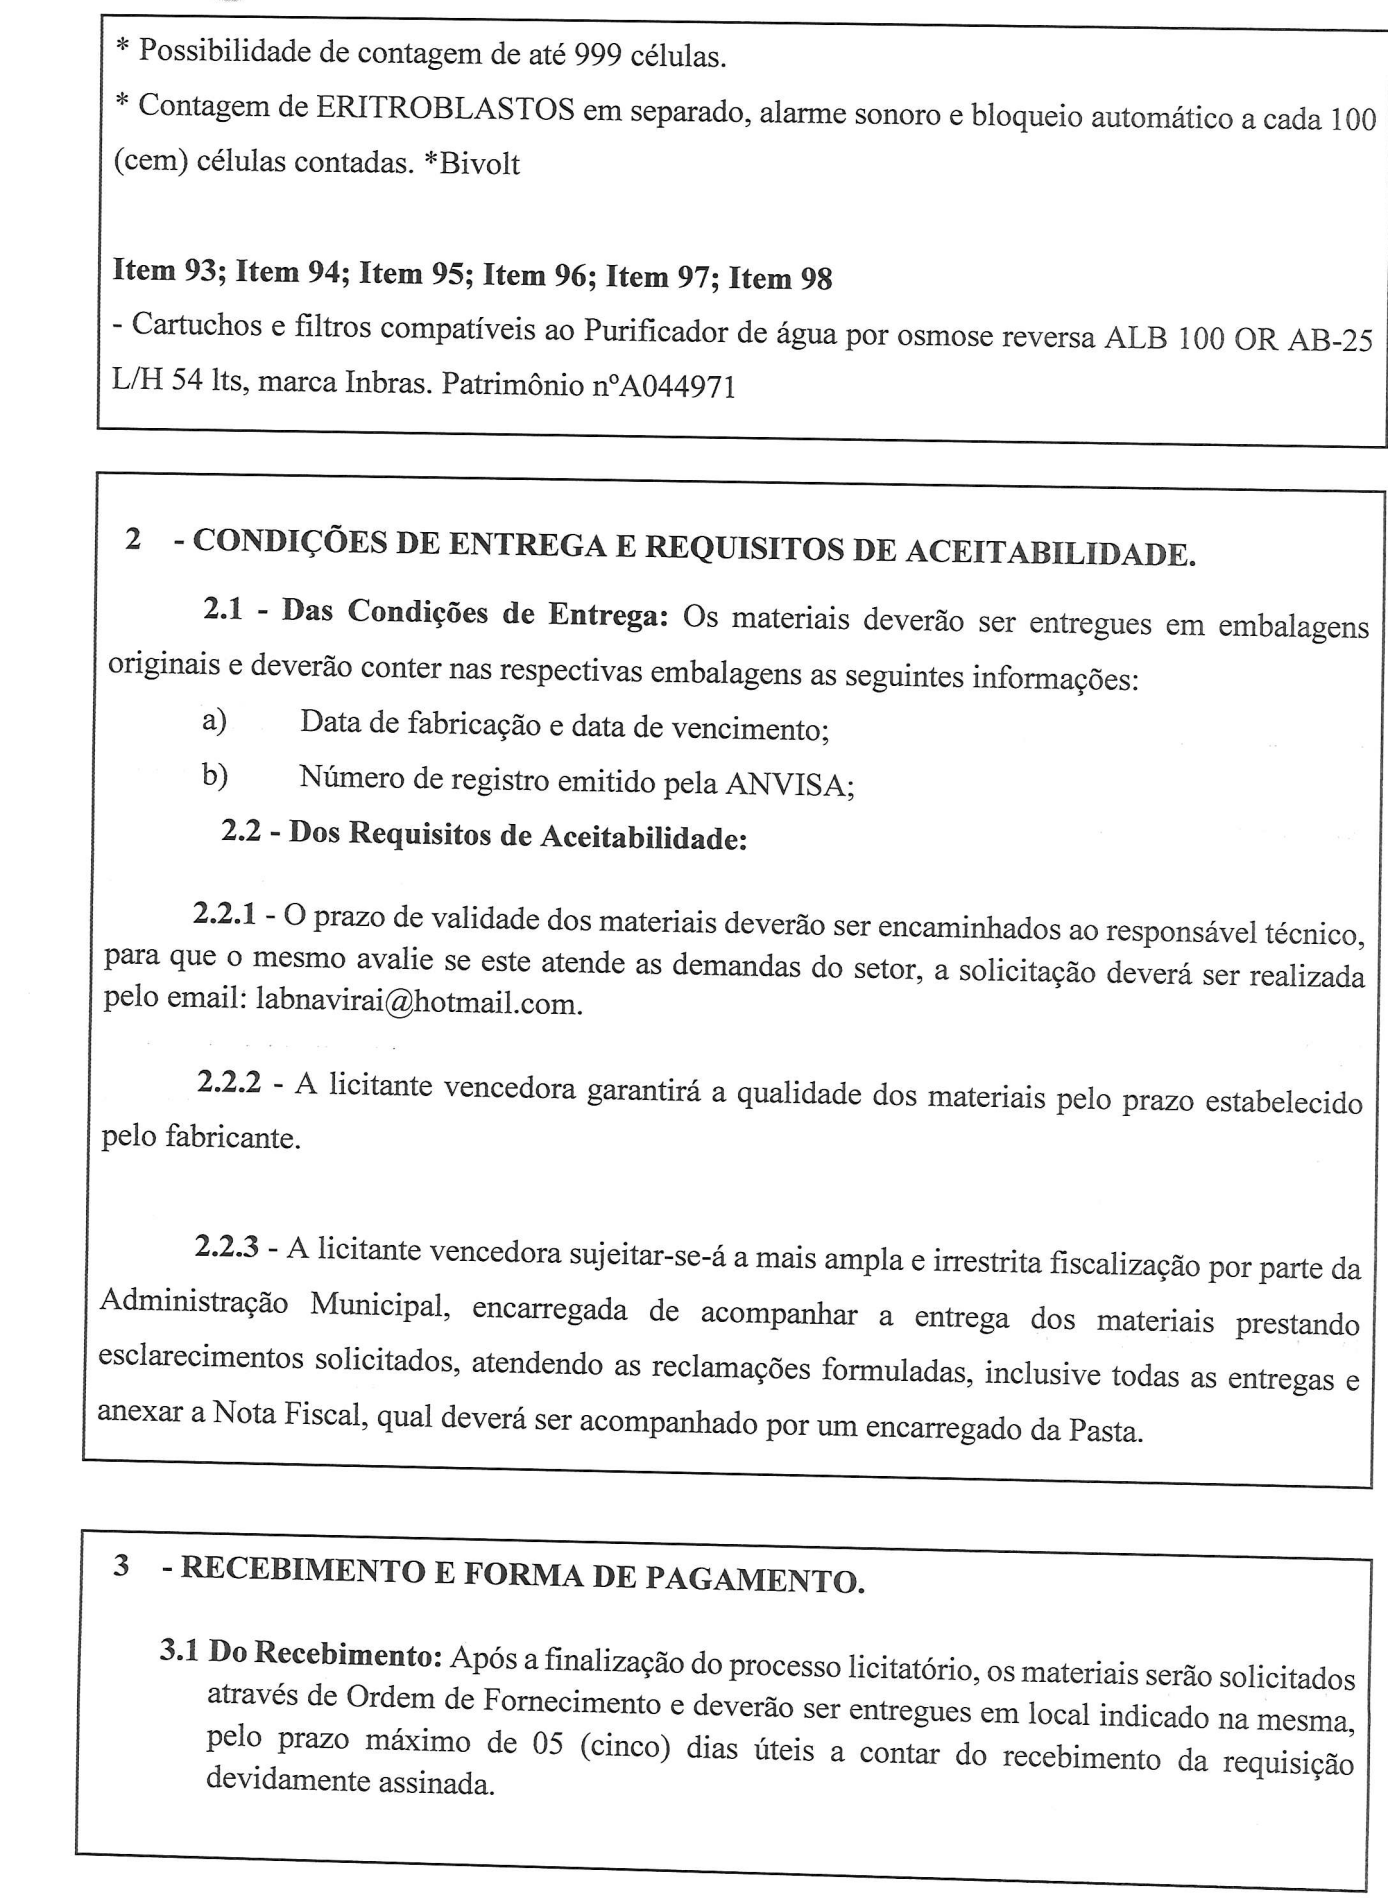 * Possibilidade de contagem de até 999 células.
* Contagem de ERITROBLASTOS em separado, alarme sonoro e bloqueio automático a cada 100
(cem) células contadas. *Bivolt
Item 93; Item 94; Item 95; Item 96; Item 97; Item 98
- Cartuchos e filtros compatíveis ao Purificador de água por osmose reversa ALB 100 OR AB-25
L/H 54 lts, marca Inbras. Patrimônio nºA044971
2 - CONDIÇÕES DE ENTREGA E REQUISITOS DE ACEITABILIDADE.
2.1 - Das Condições de Entrega: Os materiais deverão ser entregues em embalagens
originais e deverão conter nas respectivas embalagens as seguintes informações:
a) Data de fabricação e data de vencimento;
b) Número de registro emitido pela ANVISA;
2.2 - Dos Requisitos de Aceitabilidade:
2.2.1 - O prazo de validade dos materiais deverão ser encaminhados ao responsável técnico,
para que o mesmo avalie se este atende as demandas do setor, a solicitação deverá ser realizada
pelo email: labnavirai@hotmail.com.
2.2.2 - A licitante vencedora garantirá a qualidade dos materiais pelo prazo estabelecido
pelo fabricante.
2.2.3 - A licitante vencedora sujeitar-se-á a mais ampla e irrestrita fiscalização por parte da
Administração Municipal, encarregada de acompanhar a entrega dos materiais prestando
esclarecimentos solicitados, atendendo as reclamações formuladas, inclusive todas as entregas e
anexar a Nota Fiscal, qual deverá ser acompanhado por um encarregado da Pasta.
3 - RECEBIMENTO E FORMA DE PAGAMENTO.
3.1 Do Recebimento: Após a finalização do processo licitatório, os materiais serão solicitados
através de Ordem de Fornecimento e deverão ser entregues em local indicado na mesma,
pelo prazo máximo de 05 (cinco) dias úteis a contar do recebimento da requisição
devidamente assinada.